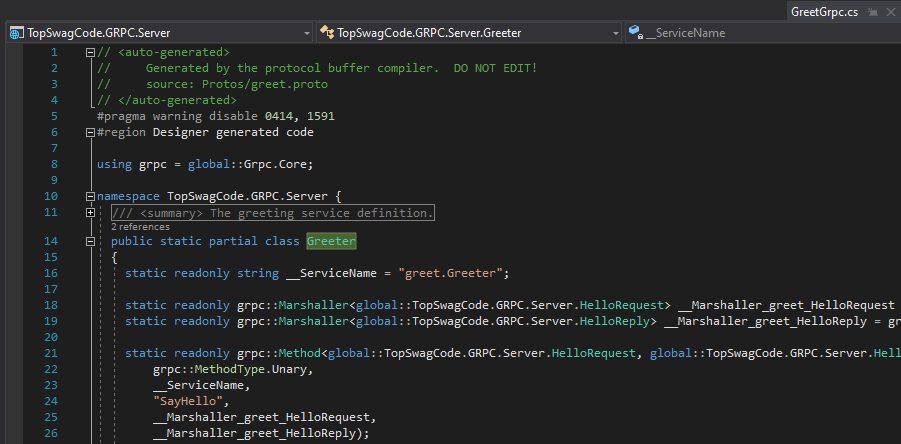 GreetGrpc.cs
TopSwagCode.GRPC.Server TopSwagCode.GRPC.Server.Greeter __ServiceName
1 // <auto-generated>
2 //     Generated by the protocol buffer compiler.  DO NOT EDIT!
3 //     source: Protos/greet.proto
4 // </auto-generated>
5 #pragma warning disable 0414, 1591
6 #region Designer generated code
7
8 using grpc = global::Grpc.Core;
9
10 namespace TopSwagCode.GRPC.Server {
11 /// <summary> The greeting service definition.
2 references
14 public static partial class Greeter
15 {
16 static readonly string __ServiceName = "greet.Greeter";
17
18 static readonly grpc::Marshaller<global::TopSwagCode.GRPC.Server.HelloRequest> __Marshaller_greet_HelloRequest
19 static readonly grpc::Marshaller<global::TopSwagCode.GRPC.Server.HelloReply> __Marshaller_greet_HelloReply = gr
20
21 static readonly grpc::Method<global::TopSwagCode.GRPC.Server.HelloRequest, global::TopSwagCode.GRPC.Server.Hell
22 grpc::MethodType.Unary,
23 __ServiceName,
24 "SayHello",
25 __Marshaller_greet_HelloRequest,
26 __Marshaller_greet_HelloReply);